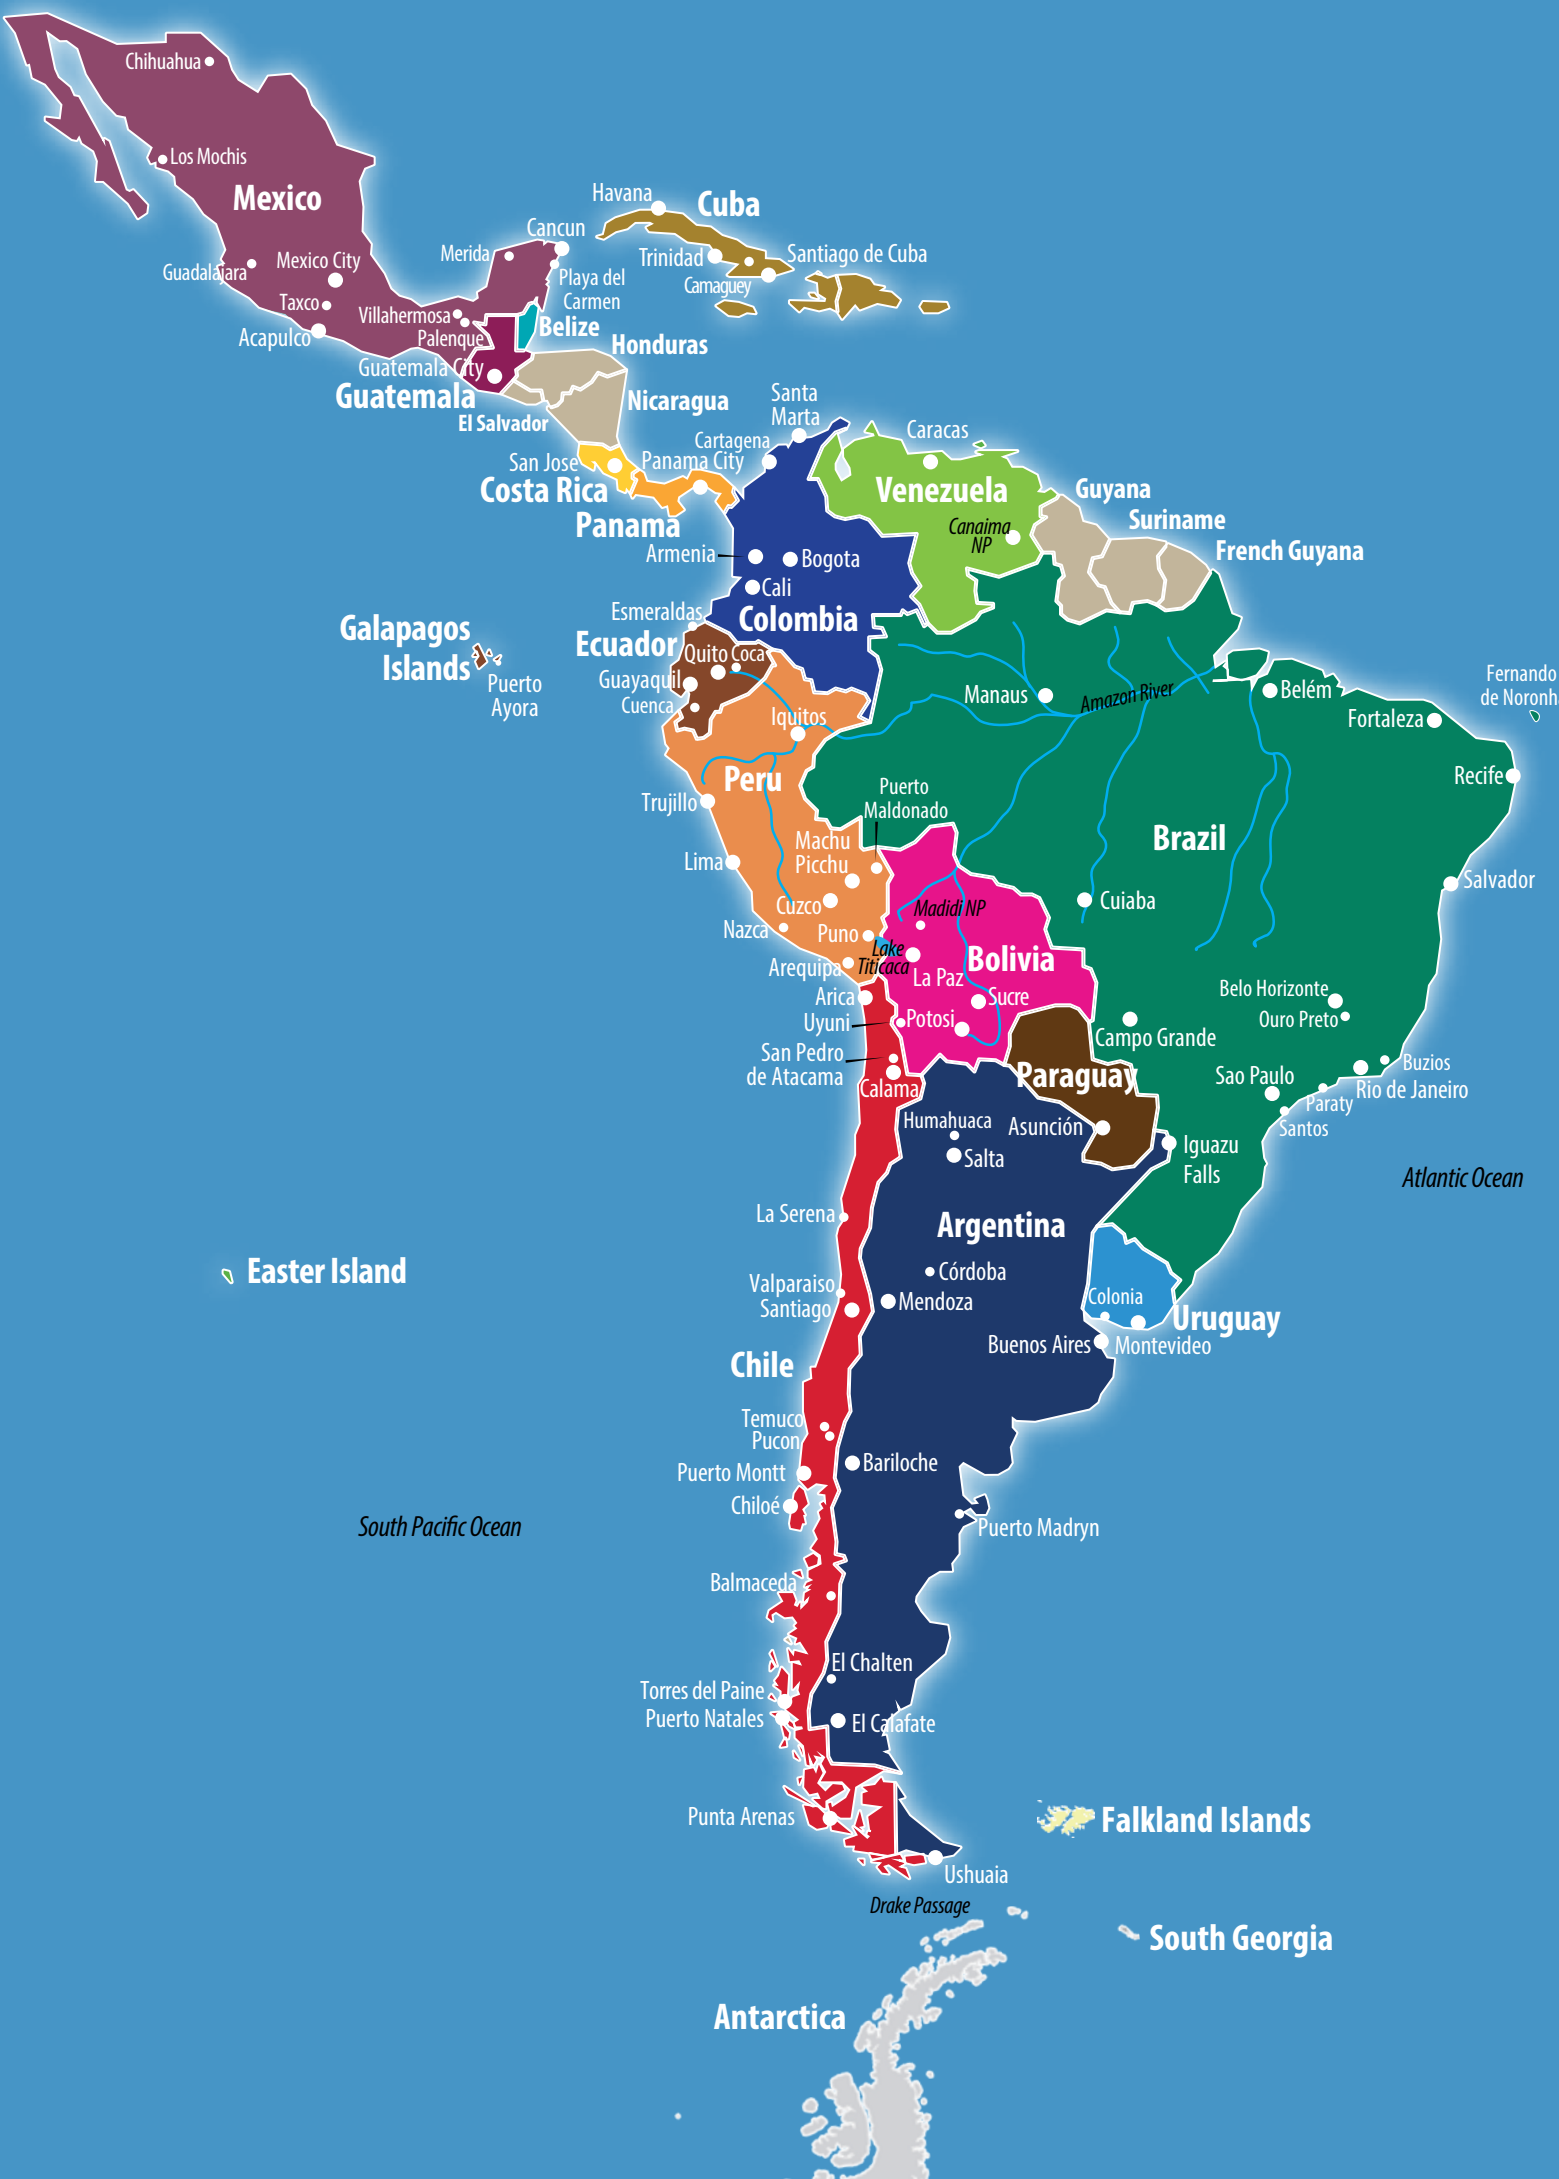 Chihuahua
Los Mochis
Mexico
Havana
Cuba
Cancun
Merida
Trinidad
Santiago de Cuba
Guadalajara
Mexico City
Playa del
Carmen
Camaguey
Taxco
Villahermosa
Acapulco
Palenque
Belize
Honduras
Guatemala City
Guatemala
El Salvador
Nicaragua
Santa
Marta
Cartagena
Caracas
San Jose
Panama City
Costa Rica
Venezuela
Guyana
Panama
Canaima
NP
Suriname
French Guyana
Armenia
Bogota
Cali
Esmeraldas
Colombia
Galapagos
Islands
Ecuador
Quito
Coca
Puerto
Ayora
Guayaquil
Cuenca
Manaus
Amazon River
Belém
Fernando
de Noronh
Iquitos
Fortaleza
Peru
Recife
Trujillo
Puerto
Maldonado
Brazil
Machu
Picchu
Lima
Salvador
Cuzco
Madidi NP
Cuiaba
Nazca
Puno
Lake
Titicaca
Arequipa
La Paz
Bolivia
Arica
Sucre
Belo Horizonte
Uyuni
Potosi
Ouro Preto
Campo Grande
San Pedro
de Atacama
Calama
Paraguay
Sao Paulo
Buzios
Rio de Janeiro
Paraty
Santos
Humahuaca
Asunción
Salta
Iguazu
Falls
Atlantic Ocean
La Serena
Argentina
Easter Island
Córdoba
Valparaiso
Santiago
Mendoza
Colonia
Uruguay
Buenos Aires
Montevideo
Chile
Temuco
Pucon
Bariloche
Puerto Montt
Chiloé
South Pacific Ocean
Puerto Madryn
Balmaceda
El Chalten
Torres del Paine
Puerto Natales
El Calafate
Punta Arenas
Falkland Islands
Ushuaia
Drake Passage
South Georgia
Antarctica